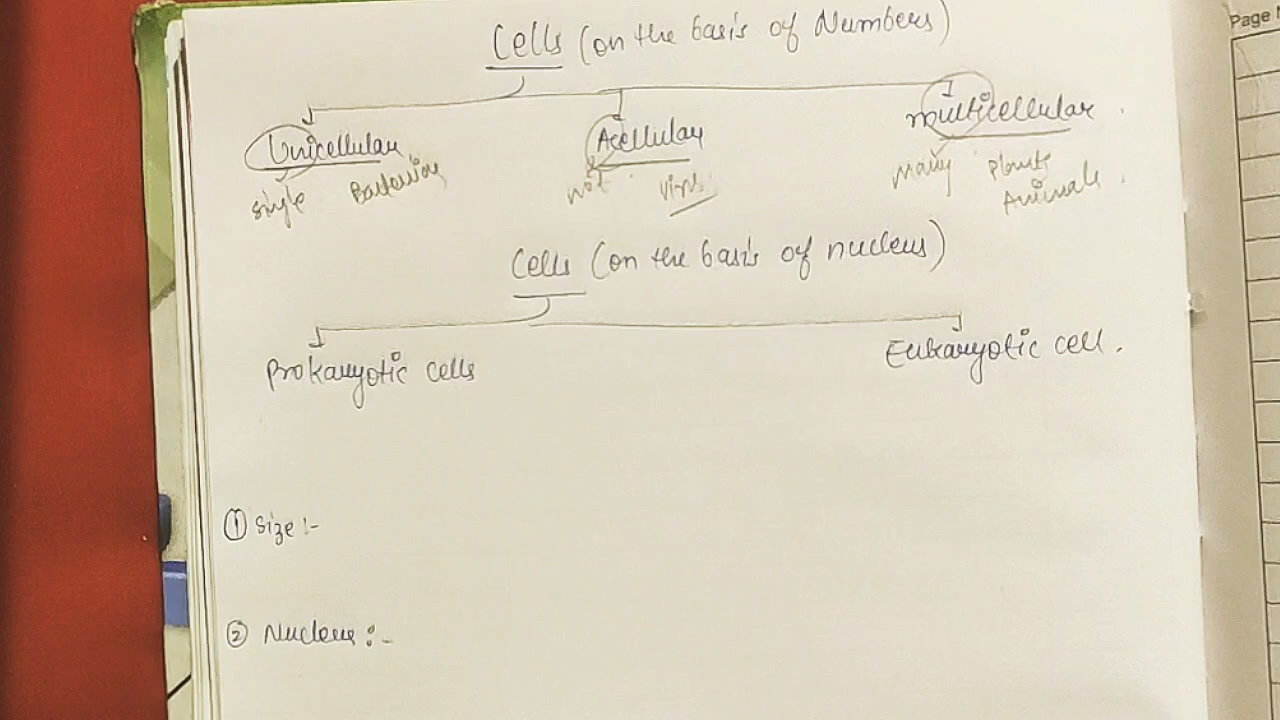 Page
Cells (on the basis of Numbers)
Unicellular Acellular multicellular
single Bacteria not virus many plants
Animals
Cells (on the basis of nucleus)
Prokaryotic cells Eukaryotic cell.
① Size :-
② Nucleus :-